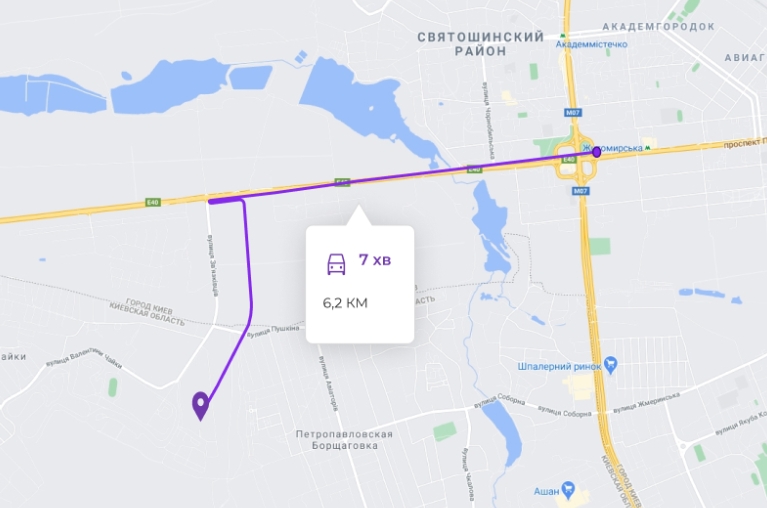 АКАДЕМГОРОДОК
СВЯТОШИНСКИЙ
РАЙОН
Академмістечко
АВИАГ
M07
вулиця Чорнобильська
Житомирська
проспект П
E40
E40
E40
M07
E40
вулиця Зв'язківців
7 хв
6,2 КМ
ГОРОД КИЕВ
КИЕВСКАЯ ОБЛАСТЬ
АСТЬ
вулиця Пушкіна
айки
вулиця Валентини Чайки
вулиця Авіаторів
Шпалерний ринок
вулиця Соборна
вулиця Соборна
вулиця Жмеринська
вулиця Якуба Ко
Петропавловская
Борщаговка
вулиця Чкалова
ГОРОД КИЕВ
КИЕВСКАЯ ОБЛ
Ашан